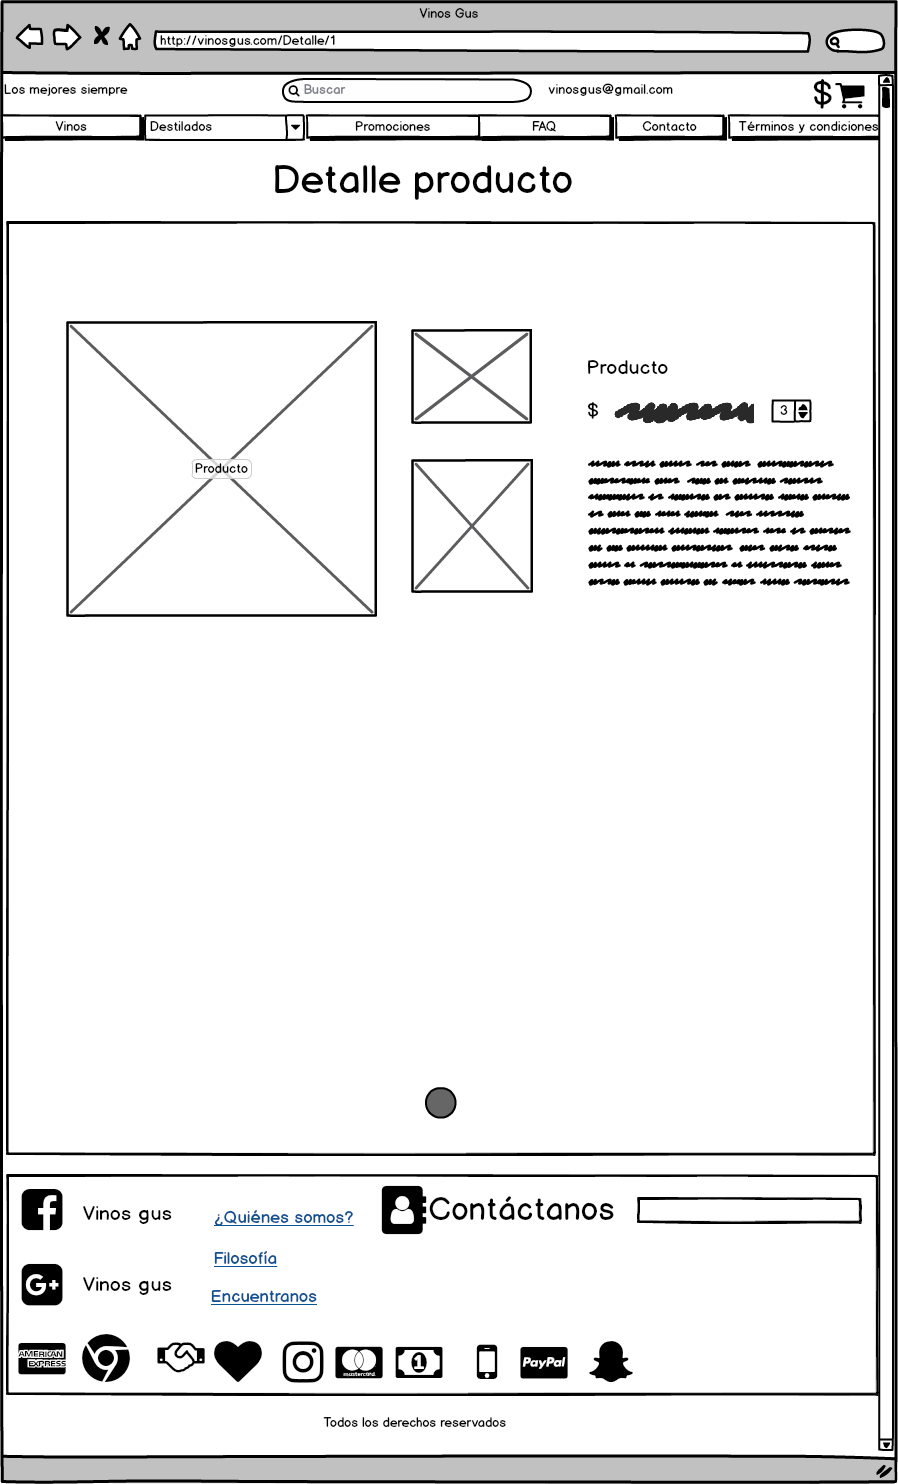 Vinos Gus
http://vinosgus.com/Detalle/1
Los mejores siempre
Buscar
vinosgus@gmail.com
$
Vinos
Destilados
Promociones
FAQ
Contacto
Términos y condiciones
Detalle producto
Producto
Producto
$
3
Vinos gus
¿Quiénes somos?
Contáctanos
Filosofía
G+
Vinos gus
Encuentranos
AMERICAN EXPRESS
mastercard
1
PayPal
Todos los derechos reservados